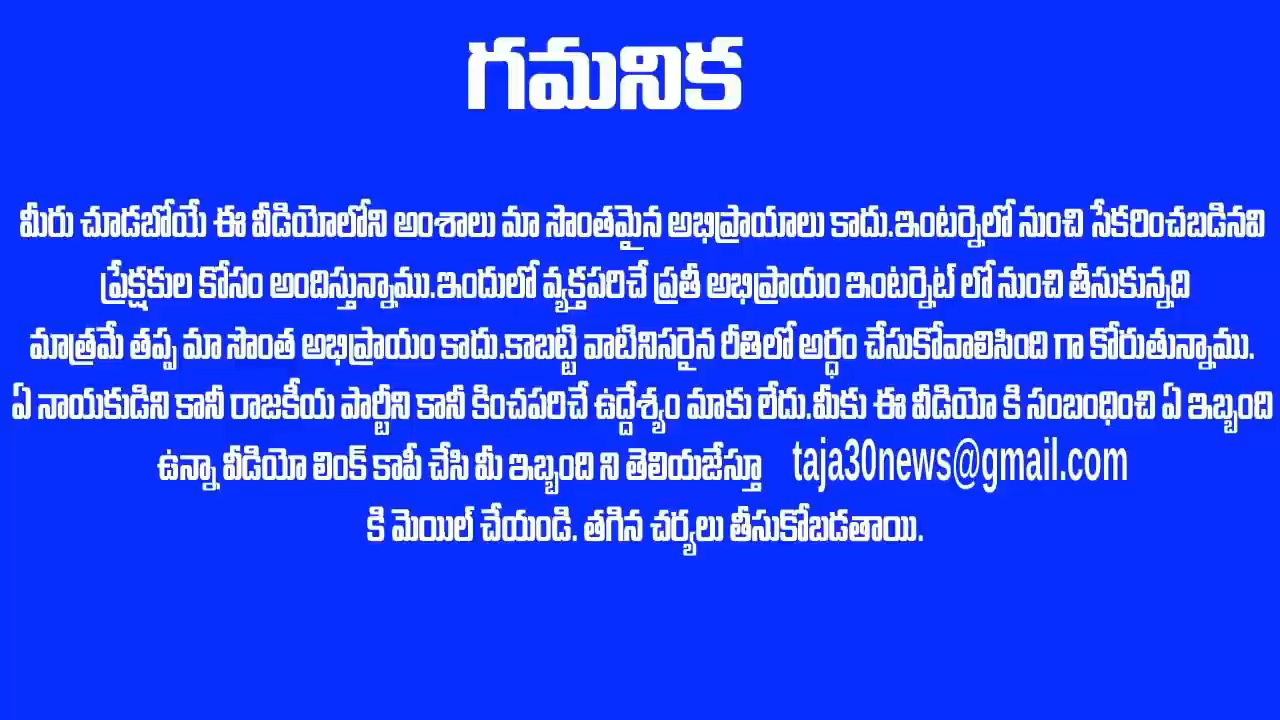 గమనిక
మీరు చూడబోయే ఈ వీడియోలోని అంశాలు మా సొంతమైన అభిప్రాయాలు కాదు.ఇంటర్నెలో నుంచి సేకరించబడినవి
ప్రేక్షకుల కోసం అందిస్తున్నాము.ఇందులో వ్యక్తపరిచే ప్రతీ అభిప్రాయం ఇంటర్నెట్ లో నుంచి తీసుకున్నది
మాత్రమే తప్ప మా సొంత అభిప్రాయం కాదు.కాబట్టి వాటినిసరైన రీతిలో అర్ధం చేసుకోవాలిసింది గా కోరుతున్నాము.
ఏ నాయకుడిని కానీ రాజకీయ పార్టీని కానీ కించపరిచే ఉద్దేశ్యం మాకు లేదు.మీకు ఈ వీడియో కి సంబంధించి ఏ ఇబ్బంది
ఉన్నా వీడియో లింక్ కాపీ చేసి మీ ఇబ్బంది ని తెలియజేస్తూ taja30news@gmail.com
కి మెయిల్ చేయండి. తగిన చర్యలు తీసుకోబడతాయి.